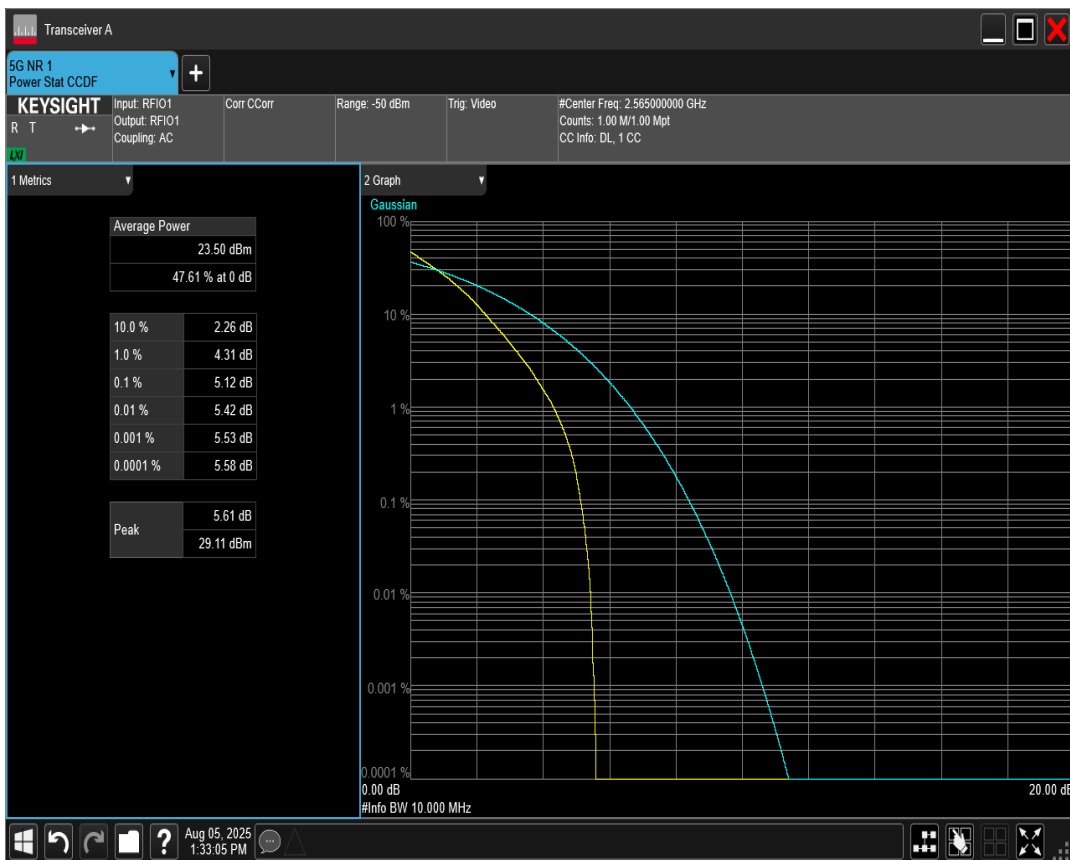 Transceiver A
5G NR 1
Power Stat CCDF
+
KEYSIGHT
R T
LXI
Input: RFIO1
Output: RFIO1
Coupling: AC
Corr CCorr
Range: -50 dBm
Trig: Video
#Center Freq: 2.565000000 GHz
Counts: 1.00 M/1.00 Mpt
CC Info: DL, 1 CC
1 Metrics
Average Power
23.50 dBm
47.61 % at 0 dB
10.0 % 2.26 dB
1.0 % 4.31 dB
0.1 % 5.12 dB
0.01 % 5.42 dB
0.001 % 5.53 dB
0.0001 % 5.58 dB
Peak 5.61 dB
29.11 dBm
2 Graph
Gaussian
100 %
10 %
1 %
0.1 %
0.01 %
0.001 %
0.0001 %
0.00 dB 20.00 dB
#Info BW 10.000 MHz
?
Aug 05, 2025
1:33:05 PM